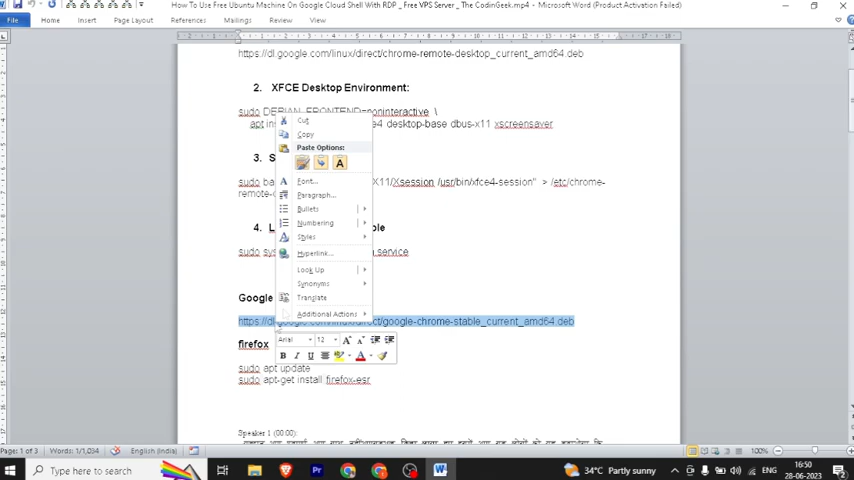 How To Use Free Ubuntu Machine On Google Cloud Shell With RDP _ Free VPS Server _ The CodinGeek.mp4 - Microsoft Word (Product Activation Failed)
File Home Insert Page Layout References Mailings Review View
https://dl.google.com/linux/direct/chrome-remote-desktop_current_amd64.deb
2. XFCE Desktop Environment:
sudo DEBIAN_FRONTEND=noninteractive \
apt desktop-base dbus-x11 xscreensaver
3. S
sudo X11/Xsession /usr/bin/xfce4-session" > /etc/chrome-
remote-
4. L
sudo .service
Google
https://dl.google.com/linux/direct/google-chrome-stable_current_amd64.deb
firefox
sudo apt update
sudo apt-get install firefox-esr
Speaker 1 (00:00):
Cut
Copy
Paste Options:
A
Font...
Paragraph...
Bullets
Numbering
Styles
Hyperlink...
Look Up
Synonyms
Translate
Additional Actions
Arial 12
B I
Page: 1 of 3 Words: 1/1,034 English (India) 100%
Type here to search
34°C Partly sunny
ENG
16:50
28-06-2023